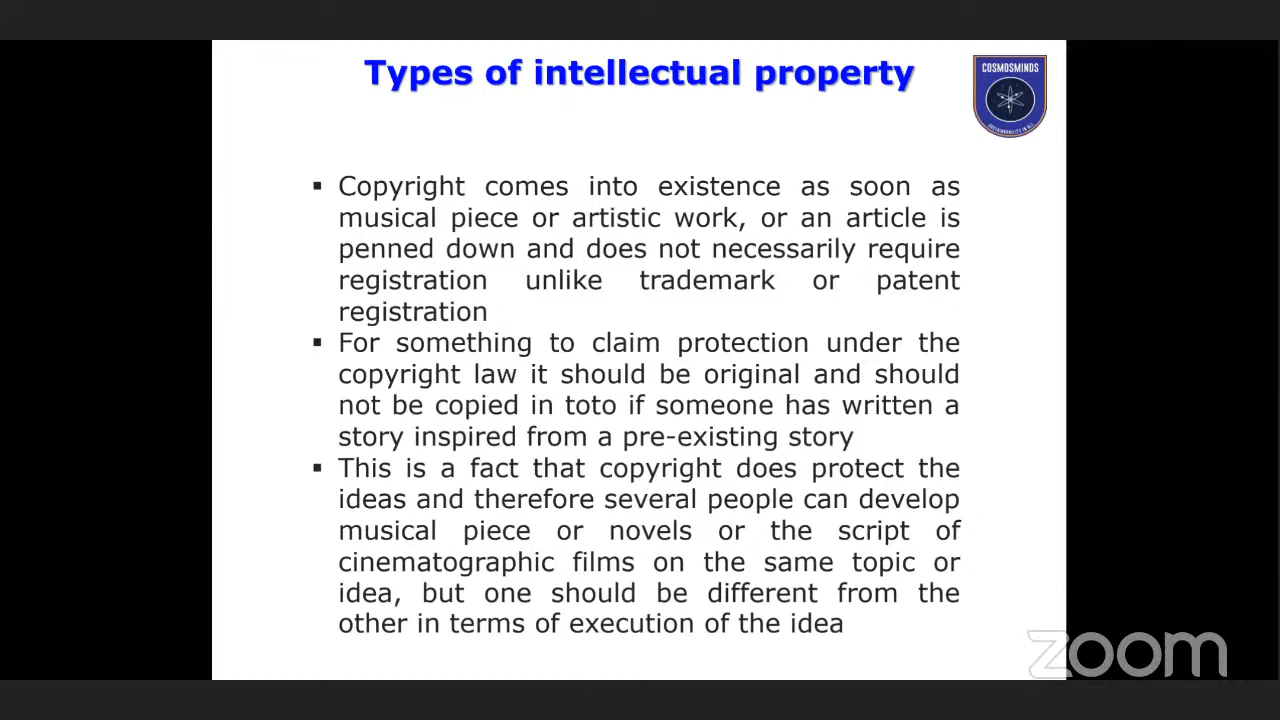 Types of intellectual property
COSMOSMINDS
SUSTAINABILITY IN ALL
▪ Copyright comes into existence as soon as
musical piece or artistic work, or an article is
penned down and does not necessarily require
registration unlike trademark or patent
registration
▪ For something to claim protection under the
copyright law it should be original and should
not be copied in toto if someone has written a
story inspired from a pre-existing story
▪ This is a fact that copyright does protect the
ideas and therefore several people can develop
musical piece or novels or the script of
cinematographic films on the same topic or
idea, but one should be different from the
other in terms of execution of the idea
zoom